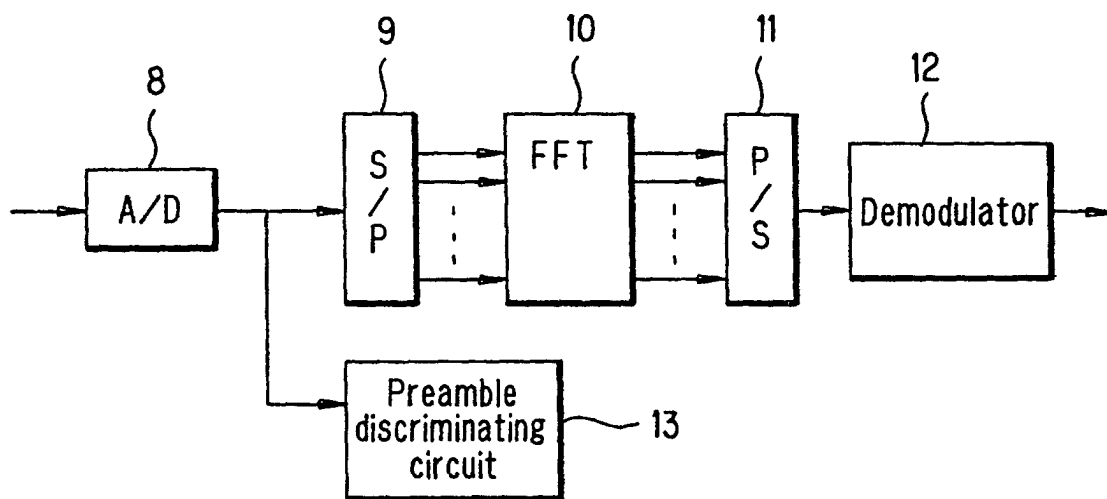 9
10
11
12
8
A/D
S
/
P
FFT
P
/
S
Demodulator
Preamble
discriminating
circuit
13